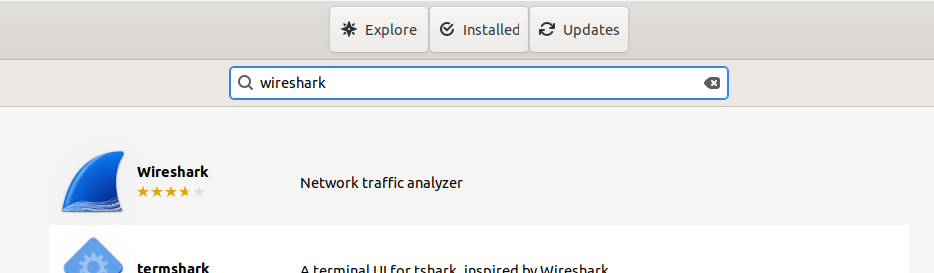 Explore Installed Updates
wireshark
Wireshark
Network traffic analyzer
termshark
A terminal UI for tshark, inspired by Wireshark